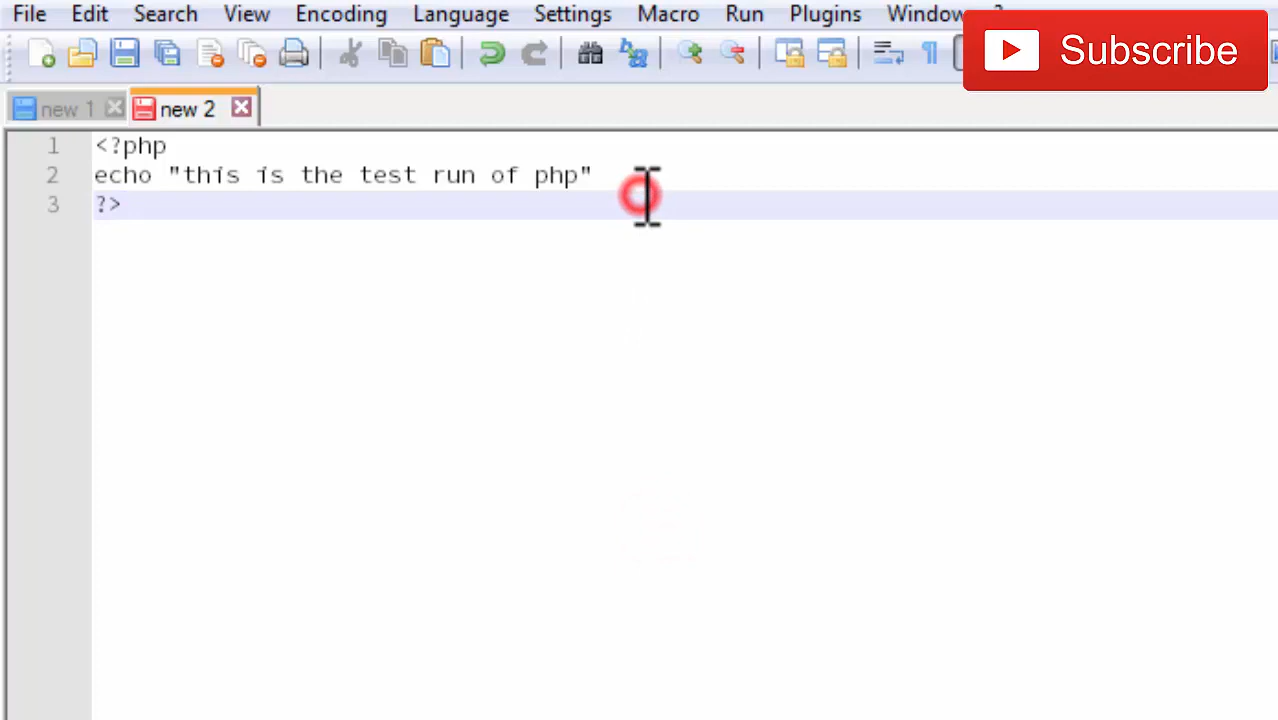 File Edit Search View Encoding Language Settings Macro Run Plugins Window ?
Subscribe
new 1 new 2
1 <?php
2 echo "this is the test run of php"
3 ?>